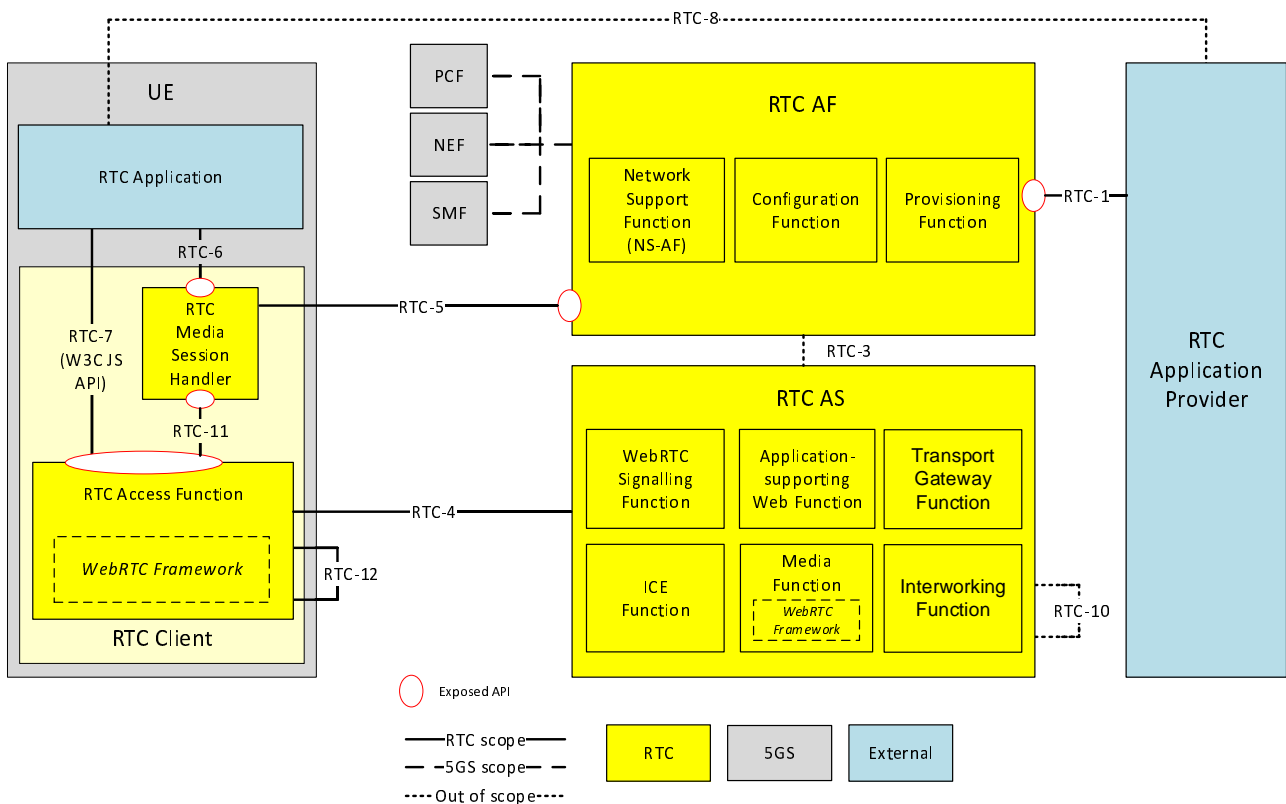 RTC-8
UE
RTC Application
RTC-6
RTC
Media
Session
Handler
RTC-7
(W3C JS
API)
RTC-11
RTC Access Function
WebRTC Framework
RTC-12
RTC Client
PCF
NEF
SMF
RTC-5
RTC-4
RTC AF
Network
Support
Function
(NS-AF)
Configuration
Function
Provisioning
Function
RTC-1
RTC-3
RTC AS
WebRTC
Signalling
Function
Application-
supporting
Web Function
Transport
Gateway
Function
ICE
Function
Media
Function
WebRTC
Framework
Interworking
Function
RTC-10
RTC
Application
Provider
Exposed API
RTC scope
5GS scope
Out of scope
RTC
5GS
External